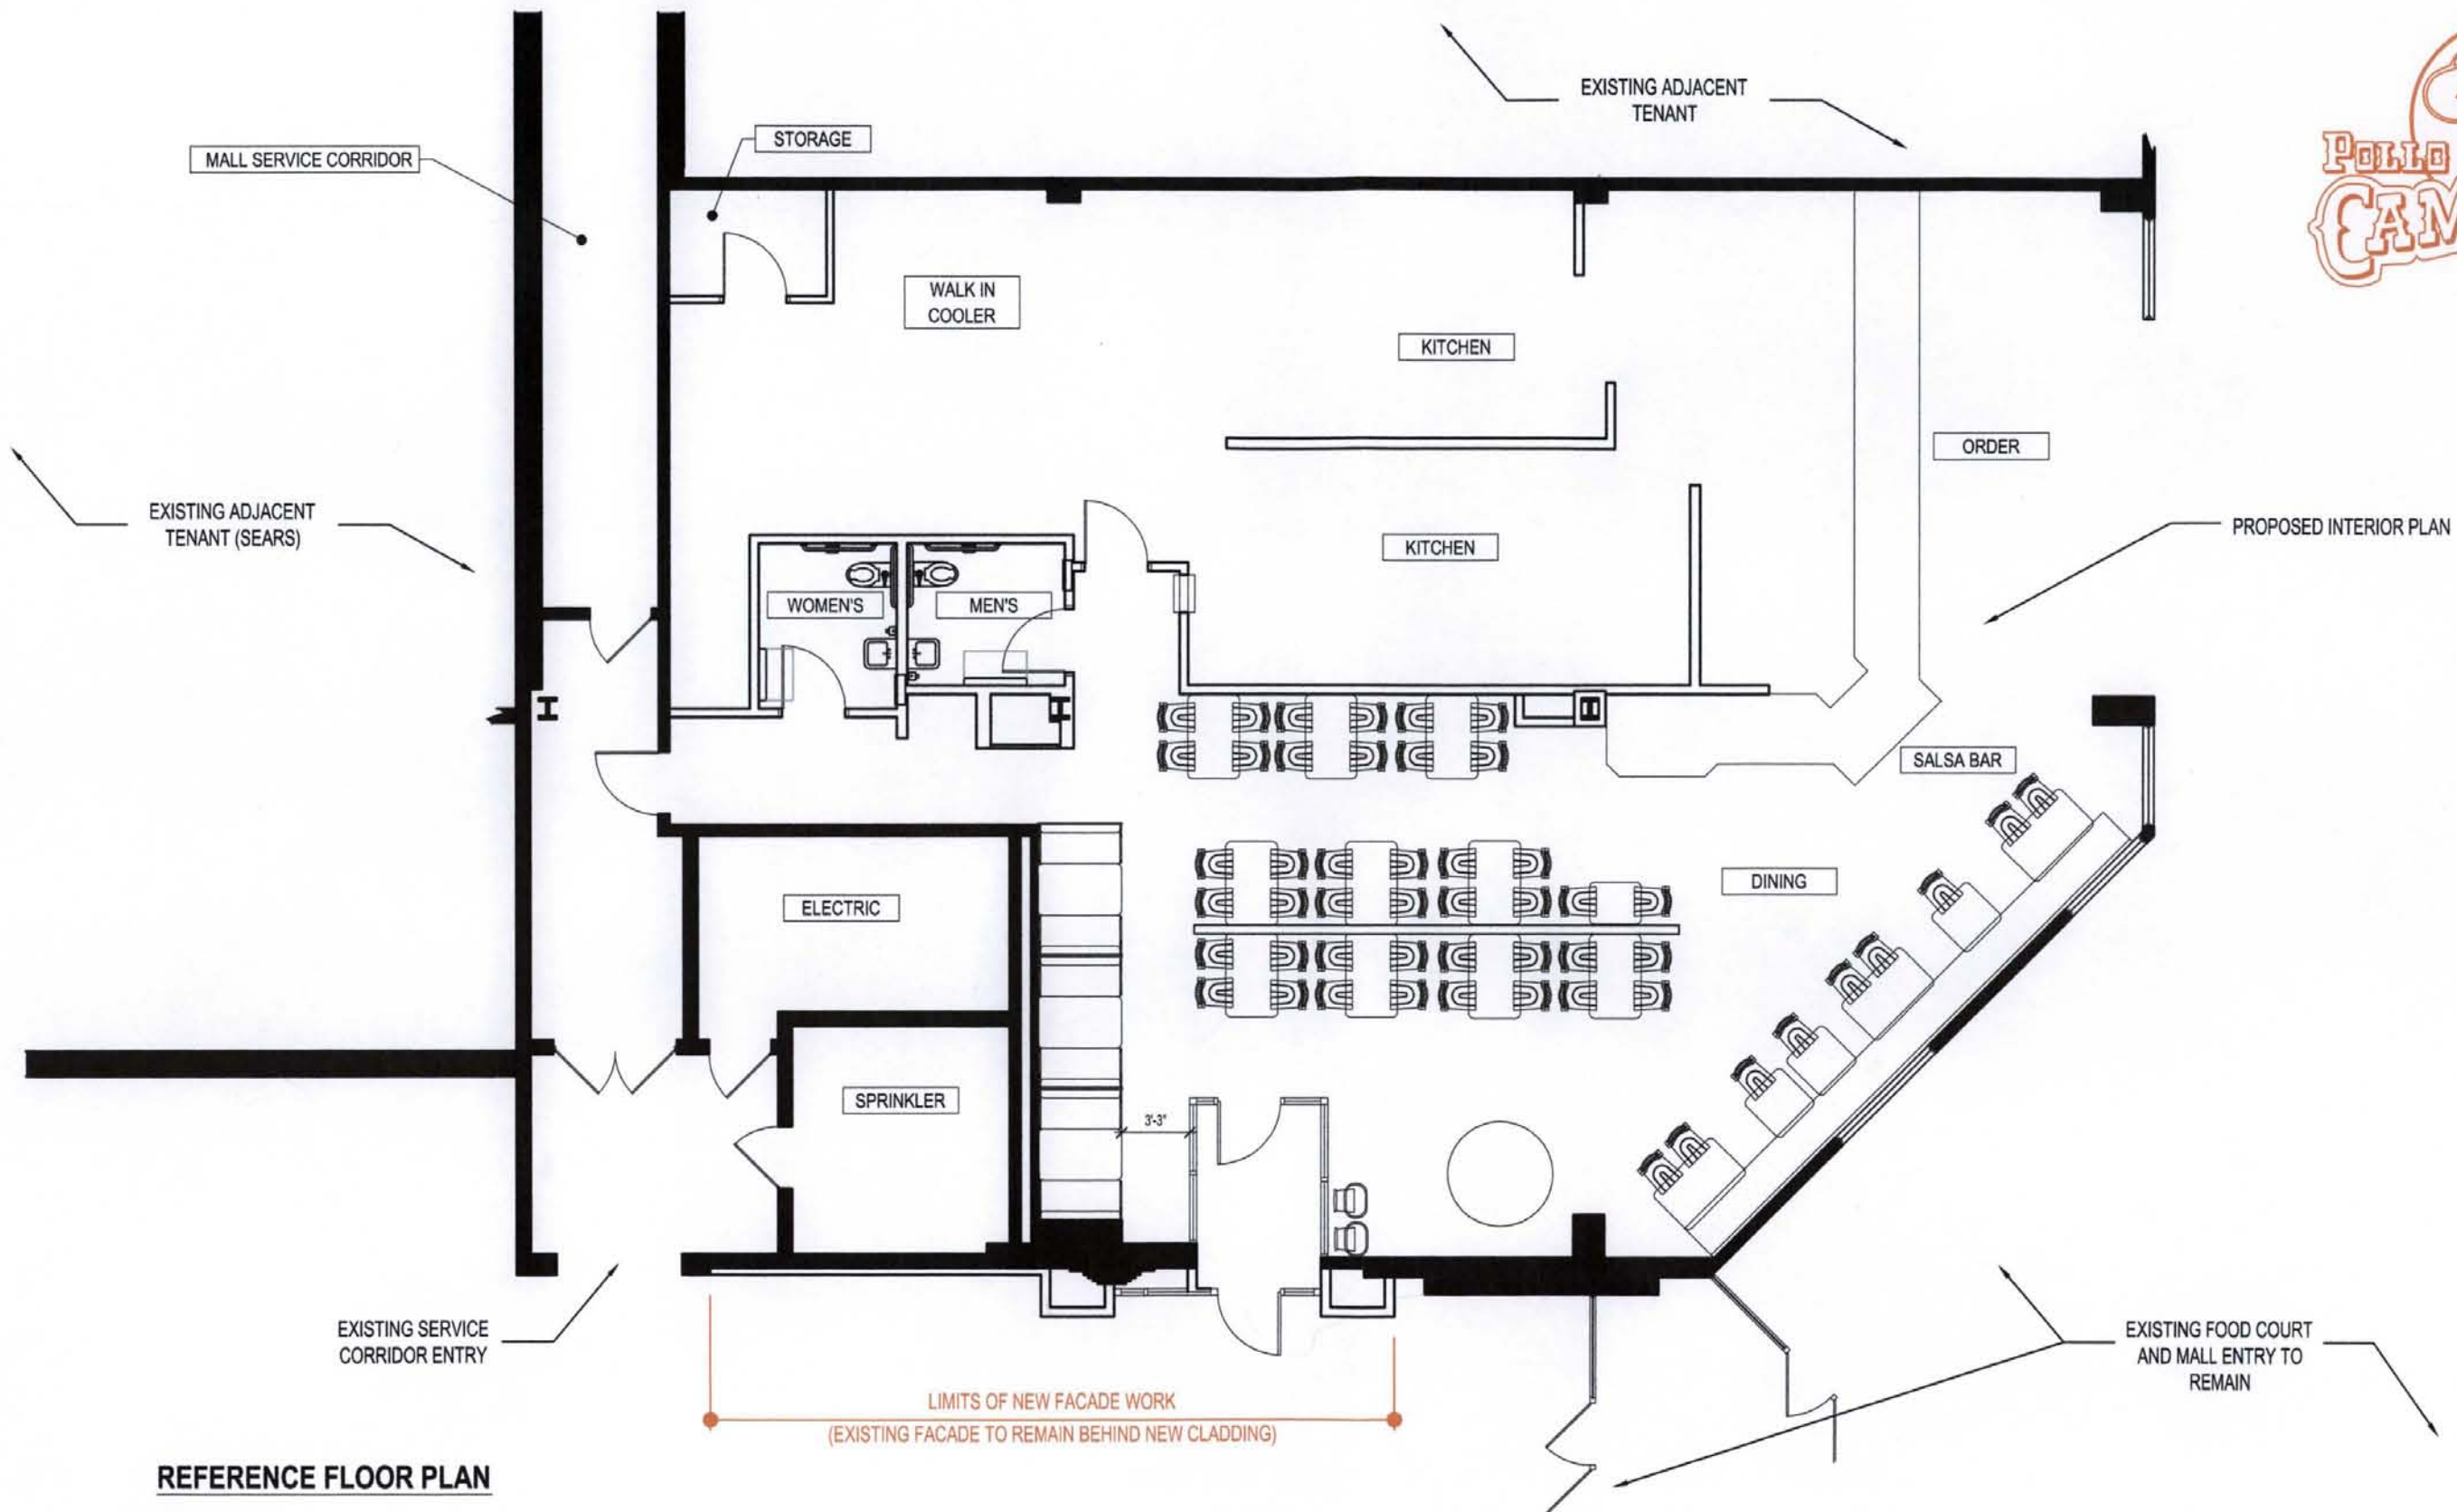 EXISTING ADJACENT
TENANT
POLLO
CAM
MALL SERVICE CORRIDOR
STORAGE
WALK IN
COOLER
KITCHEN
ORDER
EXISTING ADJACENT
TENANT (SEARS)
PROPOSED INTERIOR PLAN
KITCHEN
WOMEN'S
MEN'S
SALSA BAR
DINING
ELECTRIC
SPRINKLER
3'-3"
EXISTING SERVICE
CORRIDOR ENTRY
EXISTING FOOD COURT
AND MALL ENTRY TO
REMAIN
LIMITS OF NEW FACADE WORK
(EXISTING FACADE TO REMAIN BEHIND NEW CLADDING)
REFERENCE FLOOR PLAN